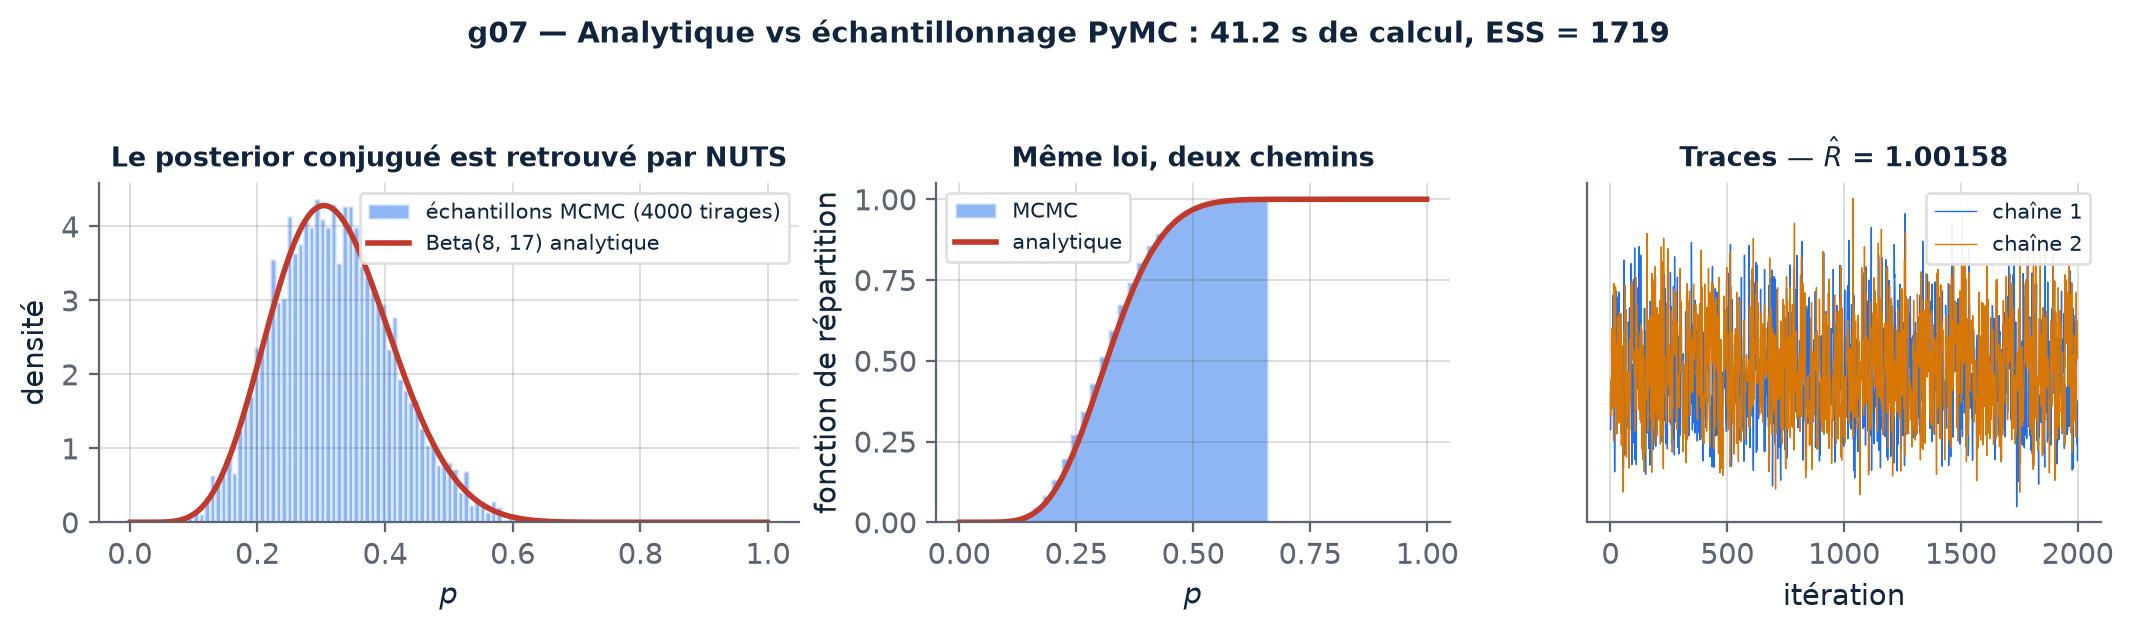 g07 — Analytique vs échantillonnage PyMC : 41.2 s de calcul, ESS = 1719
Le posterior conjugué est retrouvé par NUTS
échantillons MCMC (4000 tirages)
Beta(8, 17) analytique
densité
4
3
2
1
0
0.0 0.2 0.4 0.6 0.8 1.0
p
Même loi, deux chemins
MCMC
analytique
fonction de répartition
1.00
0.75
0.50
0.25
0.00
0.00 0.25 0.50 0.75 1.00
p
Traces — R̂ = 1.00158
chaîne 1
chaîne 2
0 500 1000 1500 2000
itération